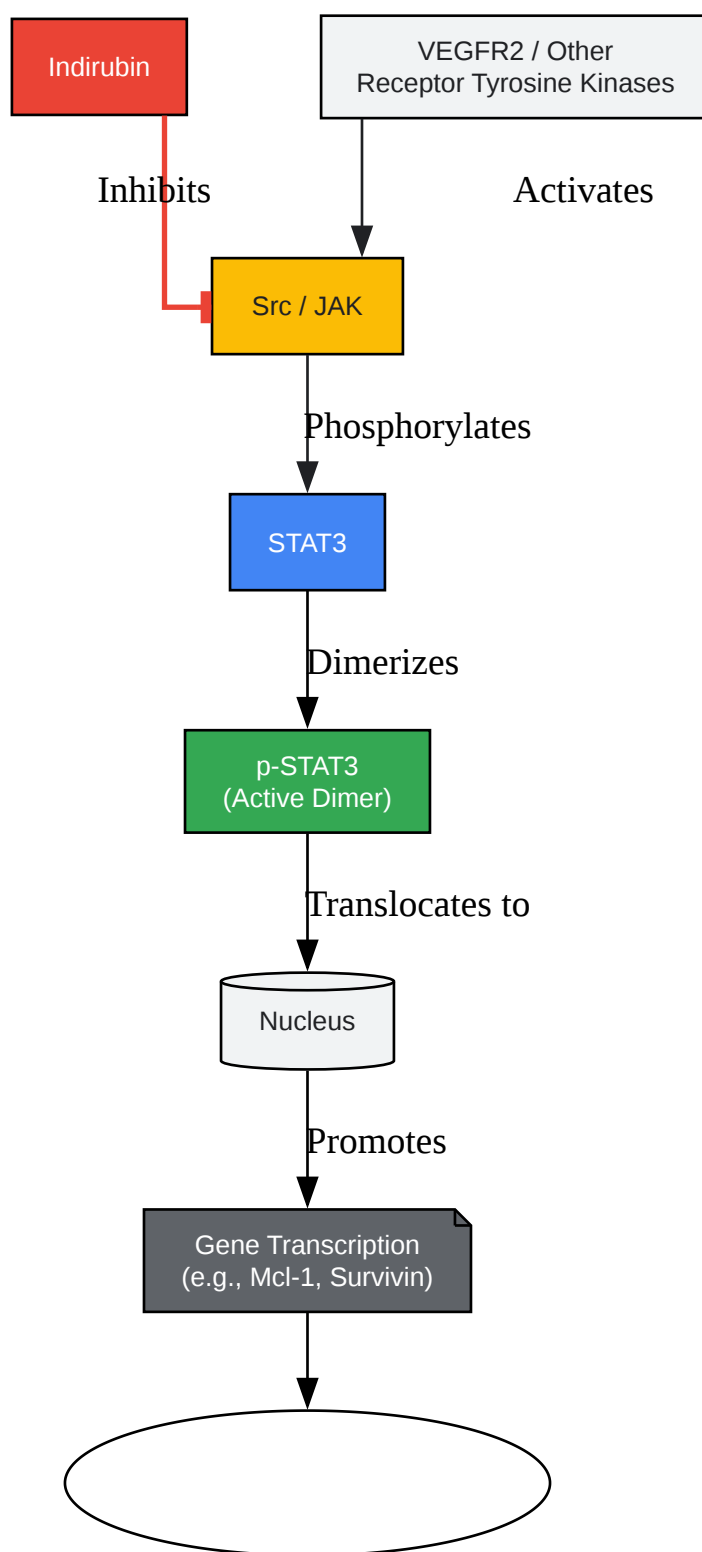 Indirubin
VEGFR2 / Other
Receptor Tyrosine Kinases
Inhibits
Activates
Src / JAK
Phosphorylates
STAT3
Dimerizes
p-STAT3
(Active Dimer)
Translocates to
Nucleus
Promotes
Gene Transcription
(e.g., Mcl-1, Survivin)